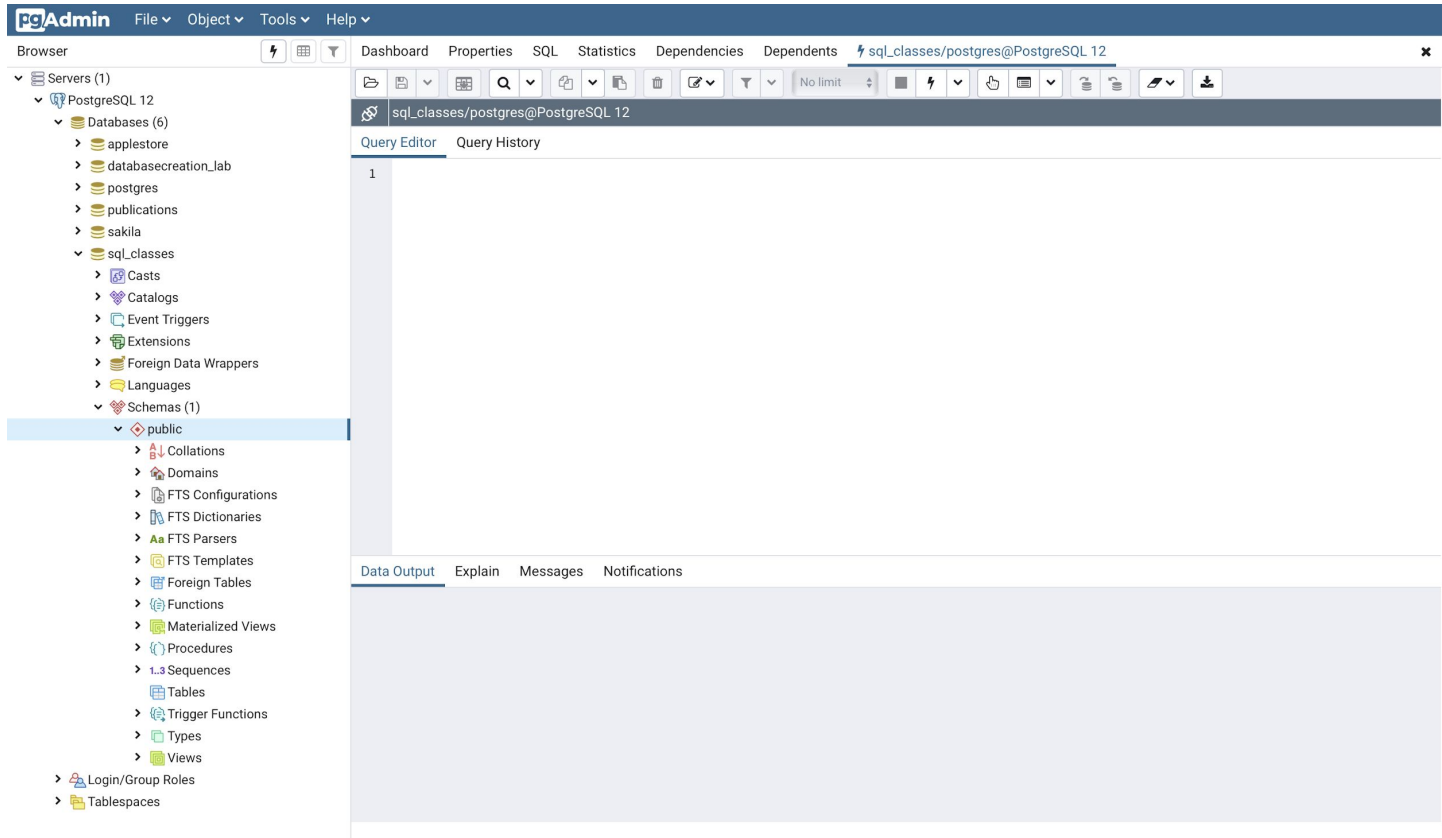 pgAdmin File Object Tools Help
Browser
Servers (1)
PostgreSQL 12
Databases (6)
applestore
databasecreation_lab
postgres
publications
sakila
sql_classes
Casts
Catalogs
Event Triggers
Extensions
Foreign Data Wrappers
Languages
Schemas (1)
public
Collations
Domains
FTS Configurations
FTS Dictionaries
Aa FTS Parsers
FTS Templates
Foreign Tables
Functions
Materialized Views
Procedures
1..3 Sequences
Tables
Trigger Functions
Types
Views
Login/Group Roles
Tablespaces
Dashboard Properties SQL Statistics Dependencies Dependents sql_classes/postgres@PostgreSQL 12
No limit
sql_classes/postgres@PostgreSQL 12
Query Editor Query History
1
Data Output Explain Messages Notifications